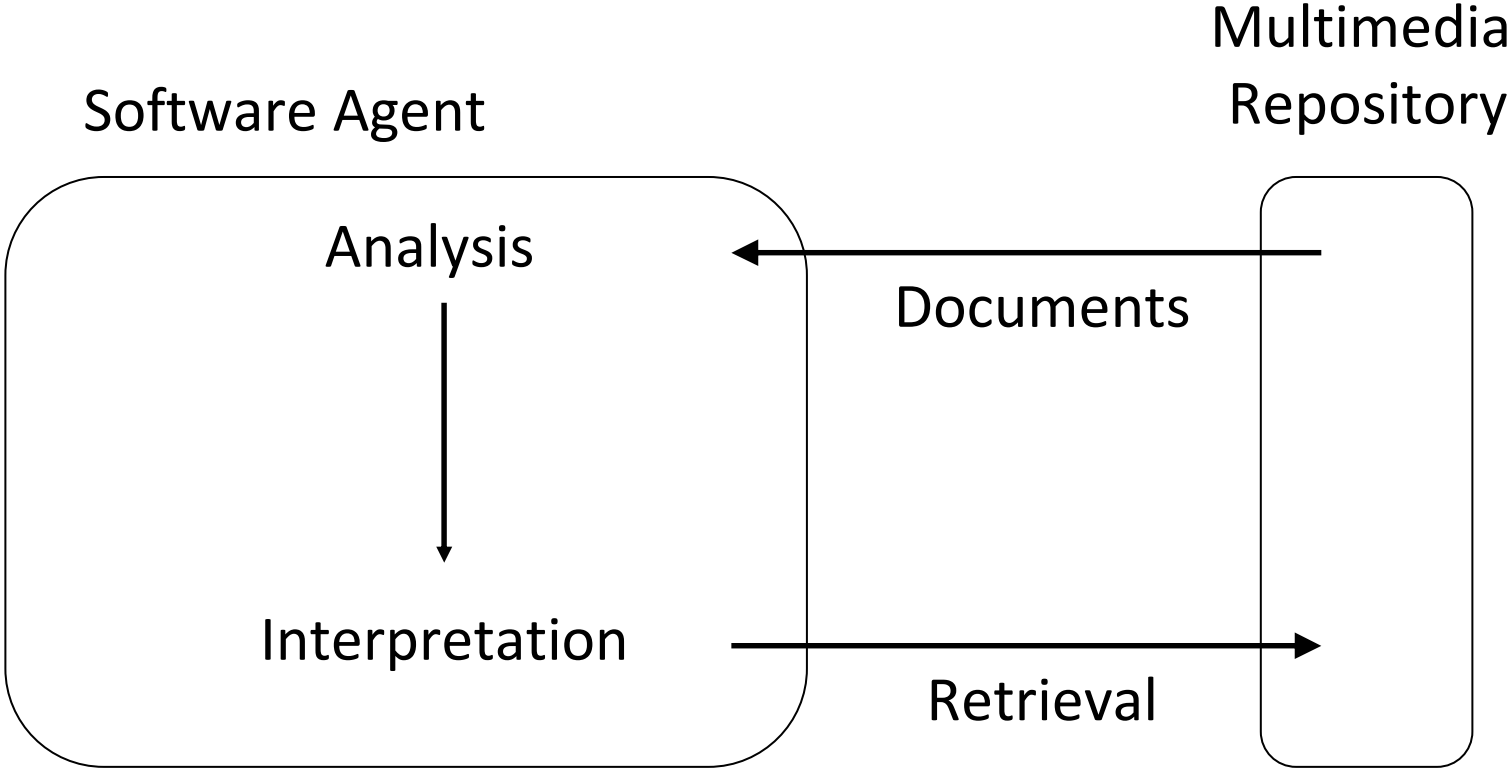 Software Agent
Multimedia
Repository
Analysis
Documents
Interpretation
Retrieval